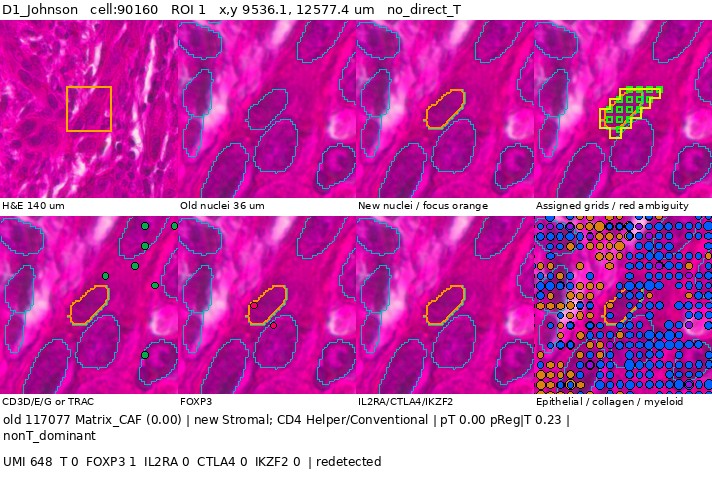 D1_Johnson cell:90160 ROI 1 x,y 9536.1, 12577.4 um no_direct_T
H&E 140 um
Old nuclei 36 um
New nuclei / focus orange
Assigned grids / red ambiguity
CD3D/E/G or TRAC
FOXP3
IL2RA/CTLA4/IKZF2
Epithelial / collagen / myeloid
old 117077 Matrix_CAF (0.00) | new Stromal; CD4 Helper/Conventional | pT 0.00 pReg|T 0.23 |
nonT_dominant
UMI 648 T 0 FOXP3 1 IL2RA 0 CTLA4 0 IKZF2 0 | redetected